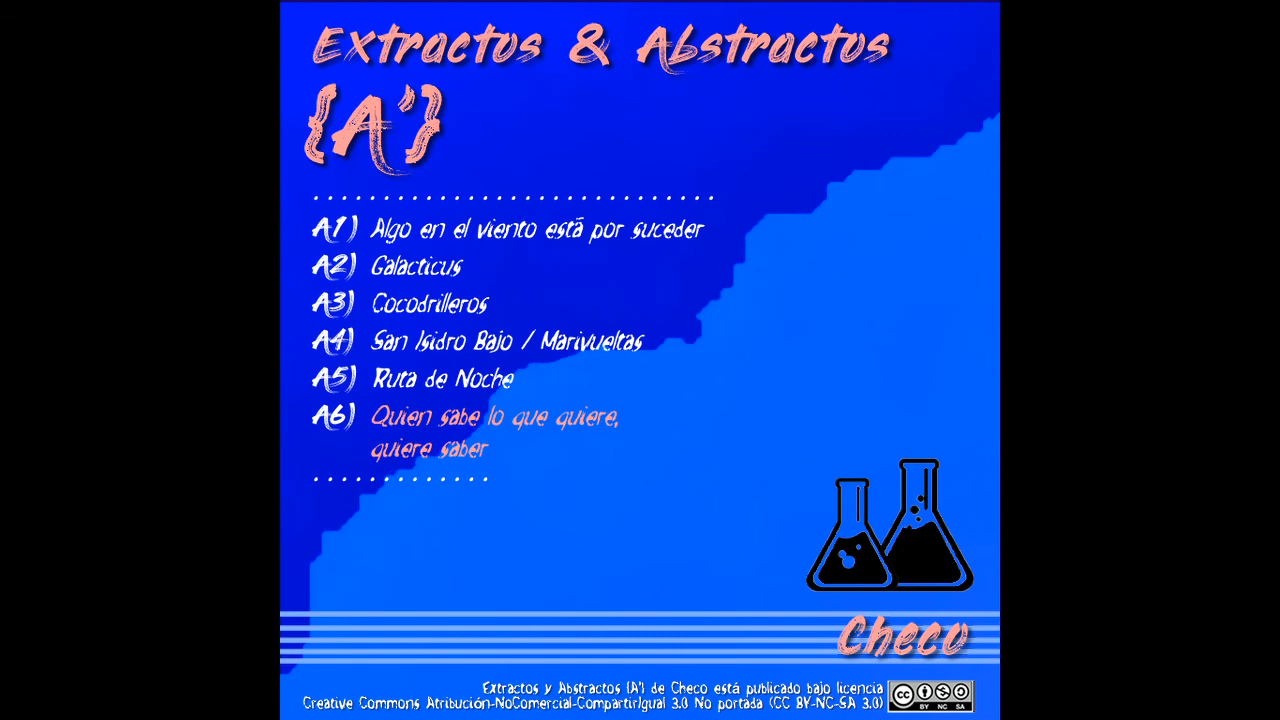 Extractos & Abstractos
{A'}
A1) Algo en el viento está por suceder
A2) Galacticus
A3) Cocodrilleros
A4) San Isidro Bajo / Marivueltas
A5) Ruta de Noche
A6) Quien sabe lo que quiere,
quiere saber
Checo
Extractos y Abstractos {A'} de Checo está publicado bajo licencia
Creative Commons Atribución-NoComercial-CompartirIgual 3.0 No portada (CC BY-NC-SA 3.0)
cc BY NC SA